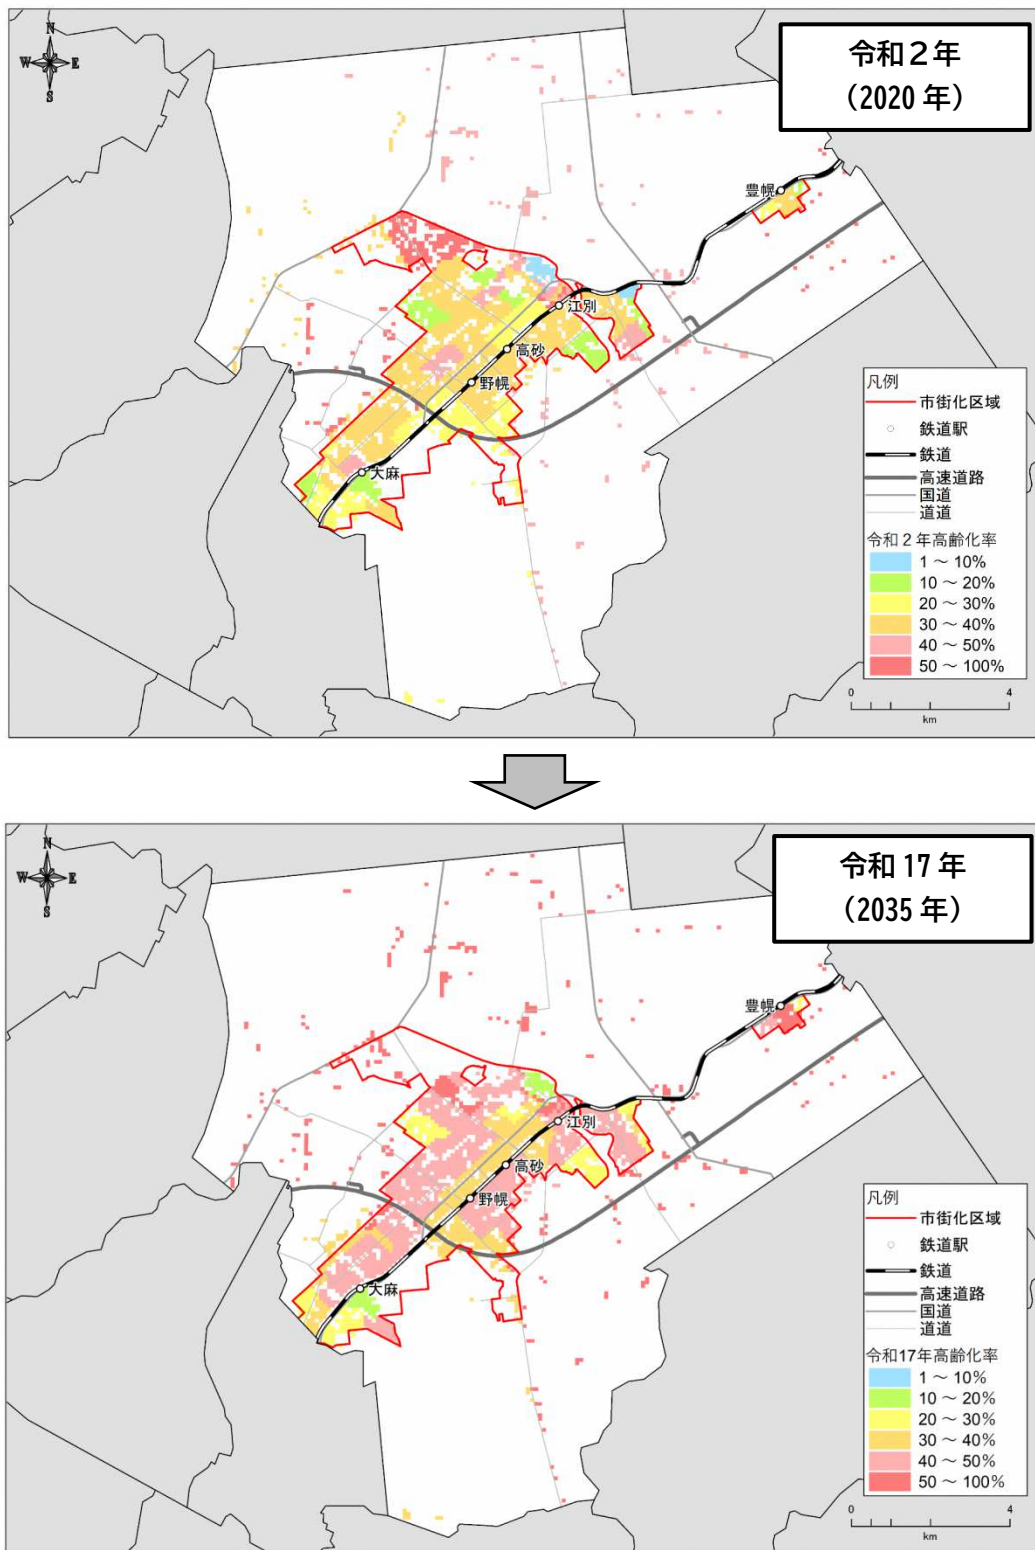 令和２年
（2020 年）
N
W E
S
豊幌
江別
高砂
野幌
大麻
凡例
市街化区域
鉄道駅
鉄道
高速道路
国道
道道
令和２年高齢化率
1 ～ 10%
10 ～ 20%
20 ～ 30%
30 ～ 40%
40 ～ 50%
50 ～ 100%
0 4
km
令和 17 年
（2035 年）
N
W E
S
豊幌
江別
高砂
野幌
大麻
凡例
市街化区域
鉄道駅
鉄道
高速道路
国道
道道
令和17年高齢化率
1 ～ 10%
10 ～ 20%
20 ～ 30%
30 ～ 40%
40 ～ 50%
50 ～ 100%
0 4
km